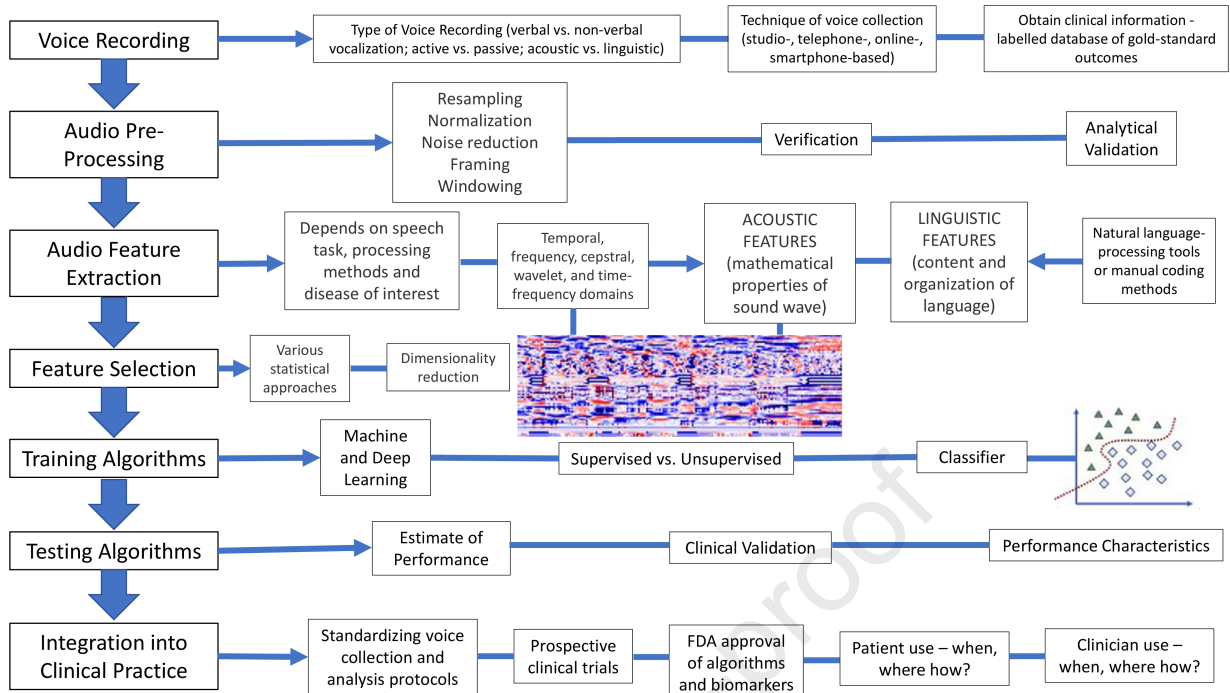 Voice Recording
Type of Voice Recording (verbal vs. non-verbal
vocalization; active vs. passive; acoustic vs. linguistic)
Technique of voice collection
(studio-, telephone-, online-,
smartphone-based)
Obtain clinical information -
labelled database of gold-standard
outcomes
Audio Pre-
Processing
Resampling
Normalization
Noise reduction
Framing
Windowing
Verification
Analytical
Validation
Audio Feature
Extraction
Depends on speech
task, processing
methods and
disease of interest
Temporal,
frequency, cepstral,
wavelet, and time-
frequency domains
ACOUSTIC
FEATURES
(mathematical
properties of
sound wave)
LINGUISTIC
FEATURES
(content and
organization of
language)
Natural language-
processing tools
or manual coding
methods
Feature Selection
Various
statistical
approaches
Dimensionality
reduction
Training Algorithms
Machine
and Deep
Learning
Supervised vs. Unsupervised
Classifier
Testing Algorithms
Estimate of
Performance
Clinical Validation
Performance Characteristics
Integration into
Clinical Practice
Standardizing voice
collection and
analysis protocols
Prospective
clinical trials
FDA approval
of algorithms
and biomarkers
Patient use – when,
where how?
Clinician use –
when, where how?
proof